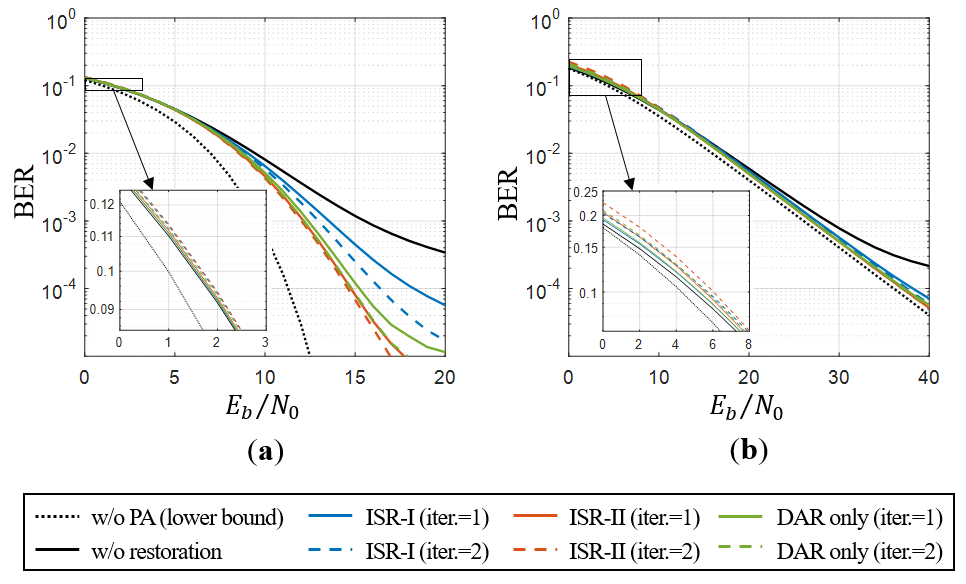 10^0
10^-1
10^-2
10^-3
10^-4
BER
0.12
0.11
0.1
0.09
0 1 2 3
0 5 10 15 20
E_b/N_0
(a)
10^0
10^-1
10^-2
10^-3
10^-4
BER
0.25
0.2
0.15
0.1
0 2 4 6 8
0 10 20 30 40
E_b/N_0
(b)
w/o PA (lower bound) ISR-I (iter.=1) ISR-II (iter.=1) DAR only (iter.=1)
w/o restoration ISR-I (iter.=2) ISR-II (iter.=2) DAR only (iter.=2)